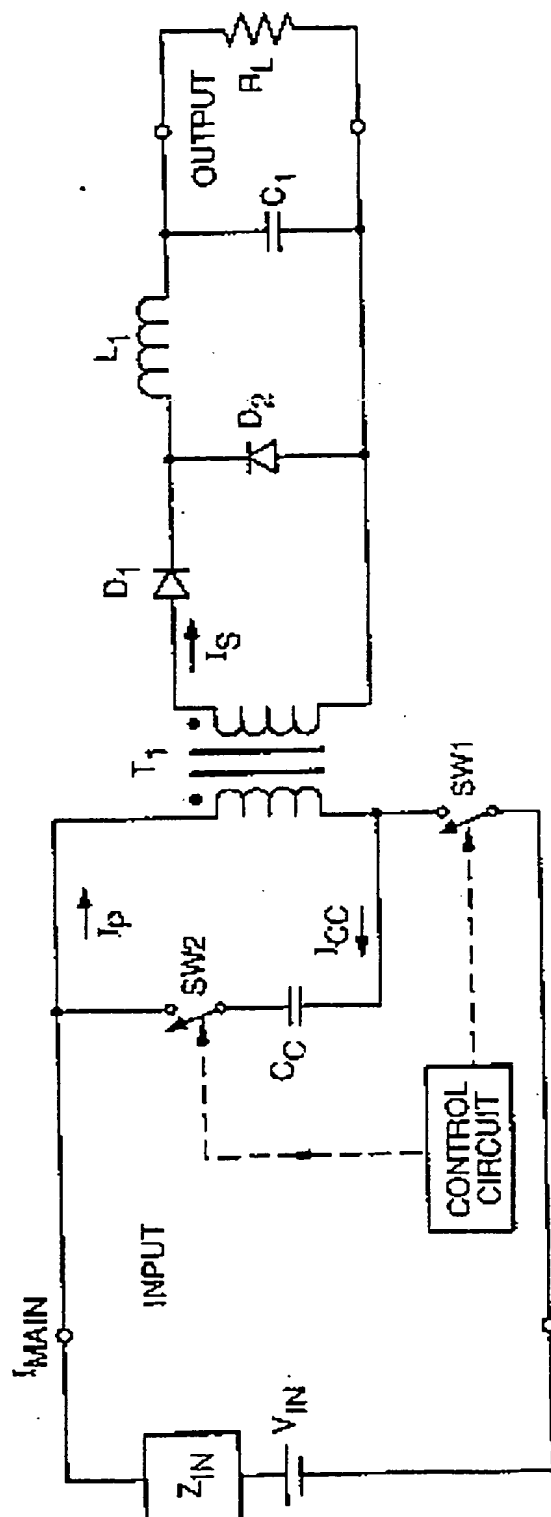 I_MAIN
INPUT
Z_IN
V_IN
I_P
SW2
C_C
I_CC
CONTROL
CIRCUIT
SW1
T_1
I_S
D_1
D_2
L_1
C_1
OUTPUT
R_L